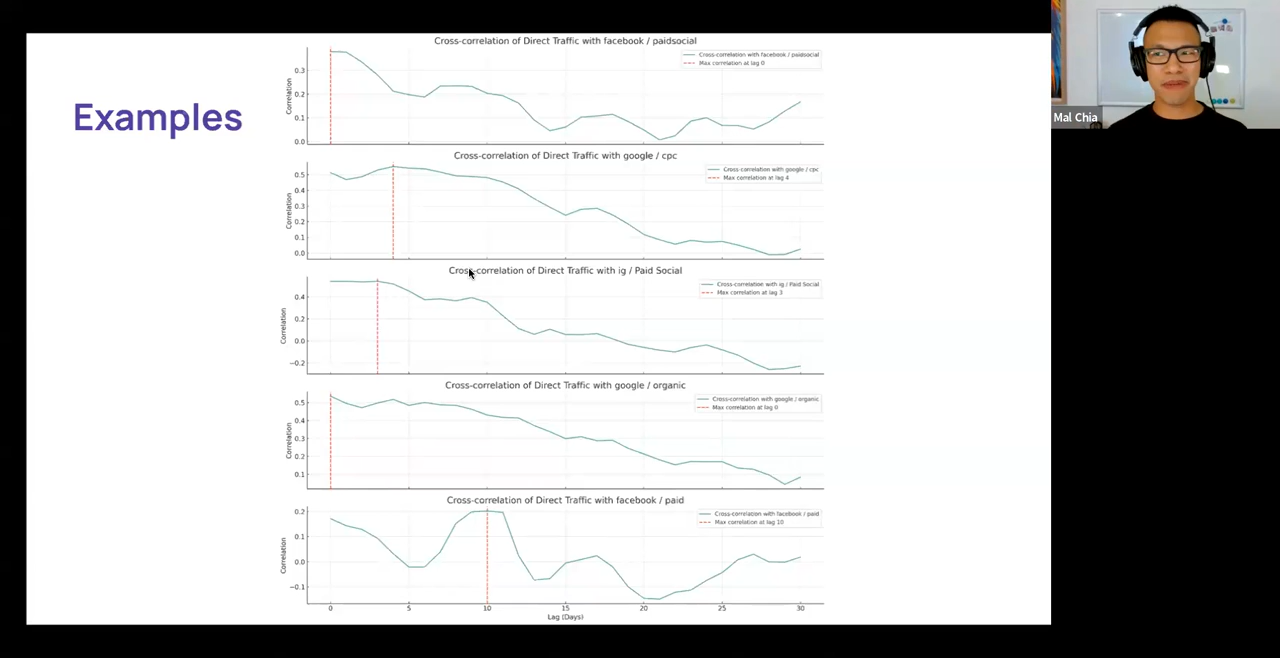 Examples
Cross-correlation of Direct Traffic with facebook / paidsocial
Cross-correlation with facebook / paidsocial
Max correlation at lag 0
Correlation
0.3
0.2
0.1
0.0
Cross-correlation of Direct Traffic with google / cpc
Cross-correlation with google / cpc
Max correlation at lag 4
Correlation
0.5
0.4
0.3
0.2
0.1
0.0
Cross-correlation of Direct Traffic with ig / Paid Social
Cross-correlation with ig / Paid Social
Max correlation at lag 3
Correlation
0.4
0.2
0.0
−0.2
Cross-correlation of Direct Traffic with google / organic
Cross-correlation with google / organic
Max correlation at lag 0
Correlation
0.5
0.4
0.3
0.2
0.1
Cross-correlation of Direct Traffic with facebook / paid
Cross-correlation with facebook / paid
Max correlation at lag 10
Correlation
0.2
0.1
0.0
−0.1
0 5 10 15 20 25 30
Lag (Days)
Mal Chia